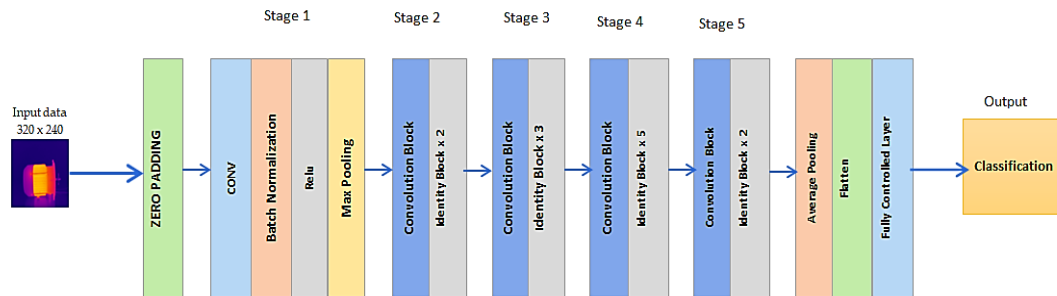 Stage 1
Stage 2
Stage 3
Stage 4
Stage 5
Input data
320 x 240
ZERO PADDING
CONV
Batch Normalization
Relu
Max Pooling
Convolution Block
Identity Block x 2
Convolution Block
Identity Block x 3
Convolution Block
Identity Block x 5
Convolution Block
Identity Block x 2
Average Pooling
Flatten
Fully Controlled Layer
Output
Classification